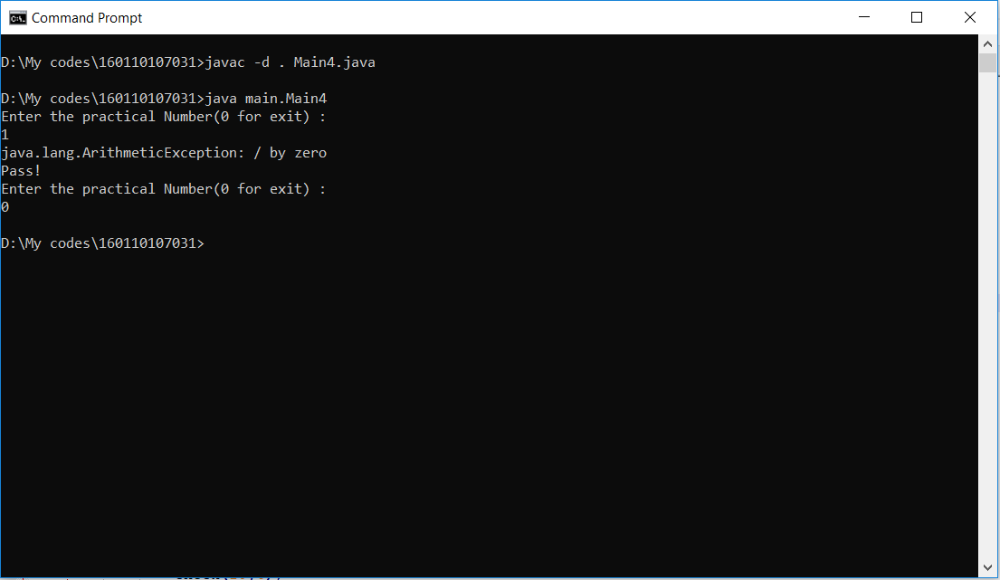 Command Prompt
D:\My codes\160110107031>javac -d . Main4.java
D:\My codes\160110107031>java main.Main4
Enter the practical Number(0 for exit) :
1
java.lang.ArithmeticException: / by zero
Pass!
Enter the practical Number(0 for exit) :
0
D:\My codes\160110107031>